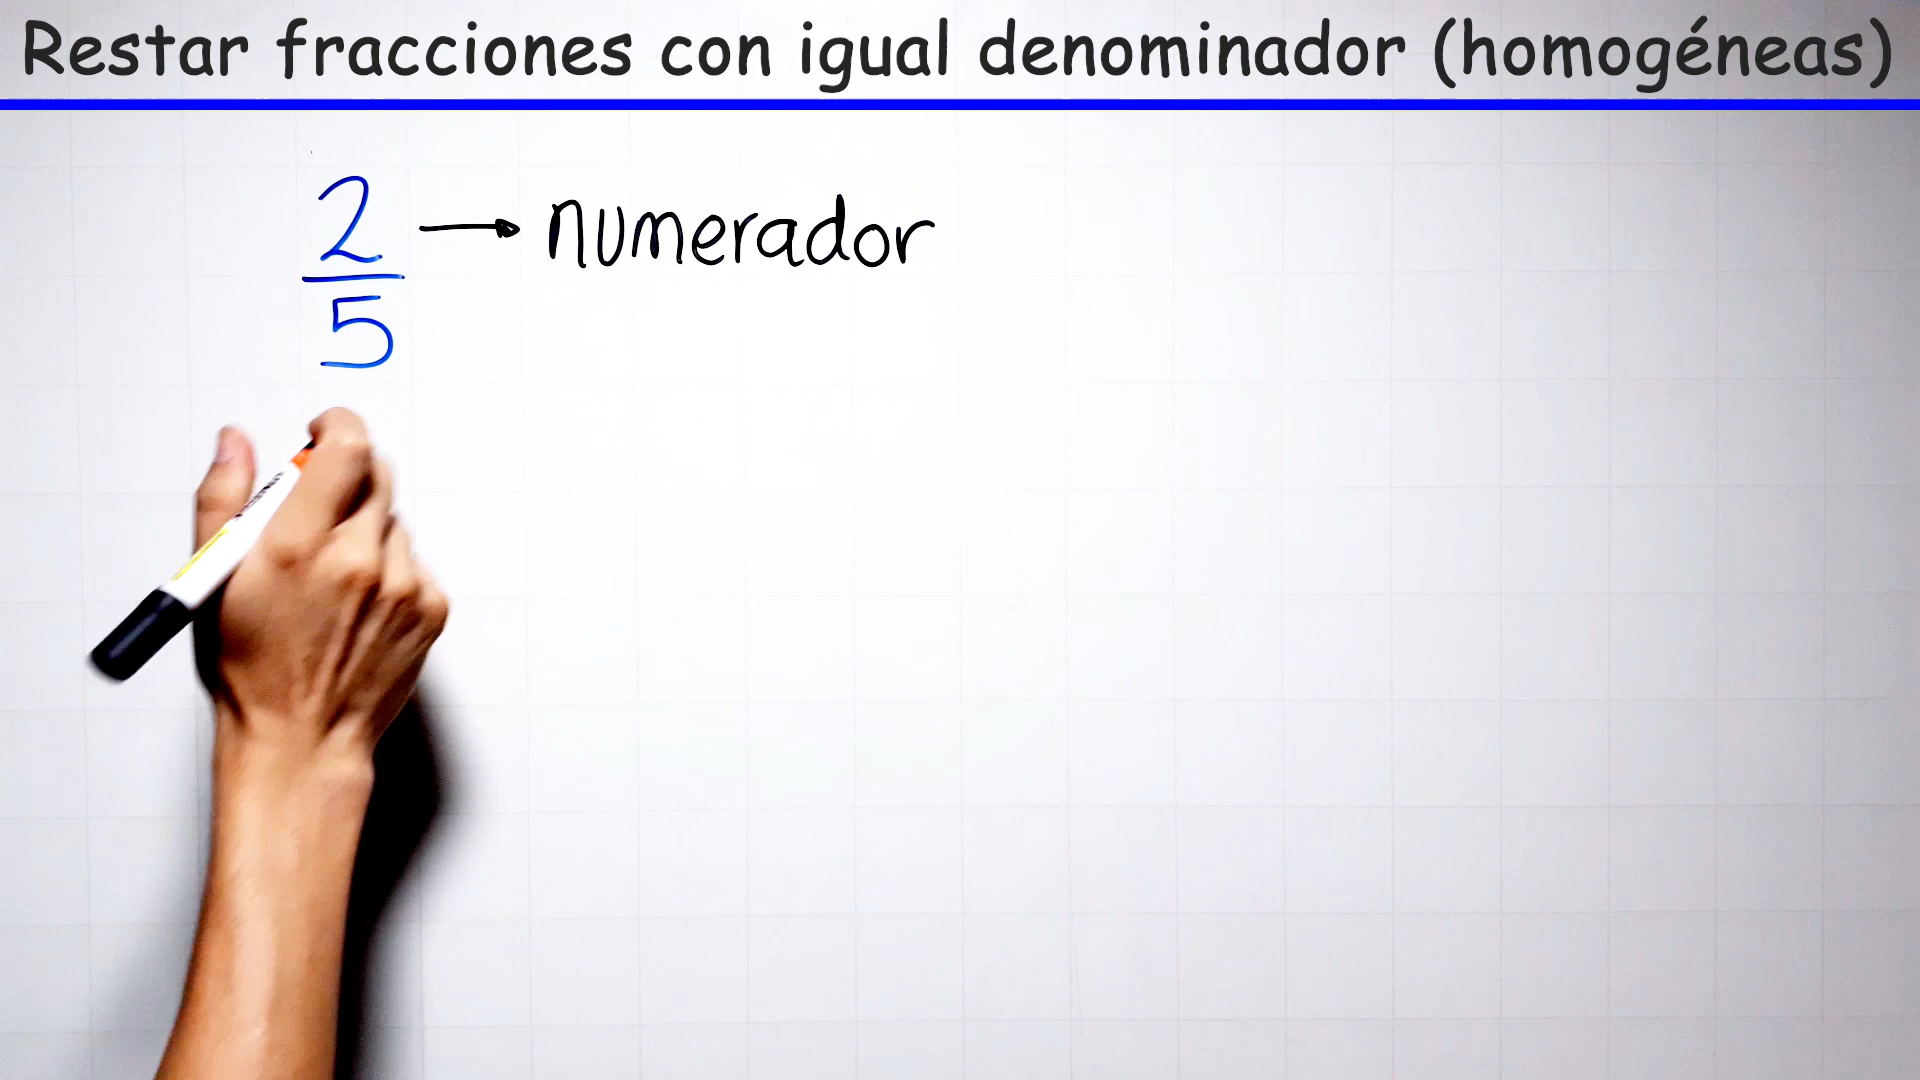 Restar fracciones con igual denominador (homogéneas)
2 → numerador
5